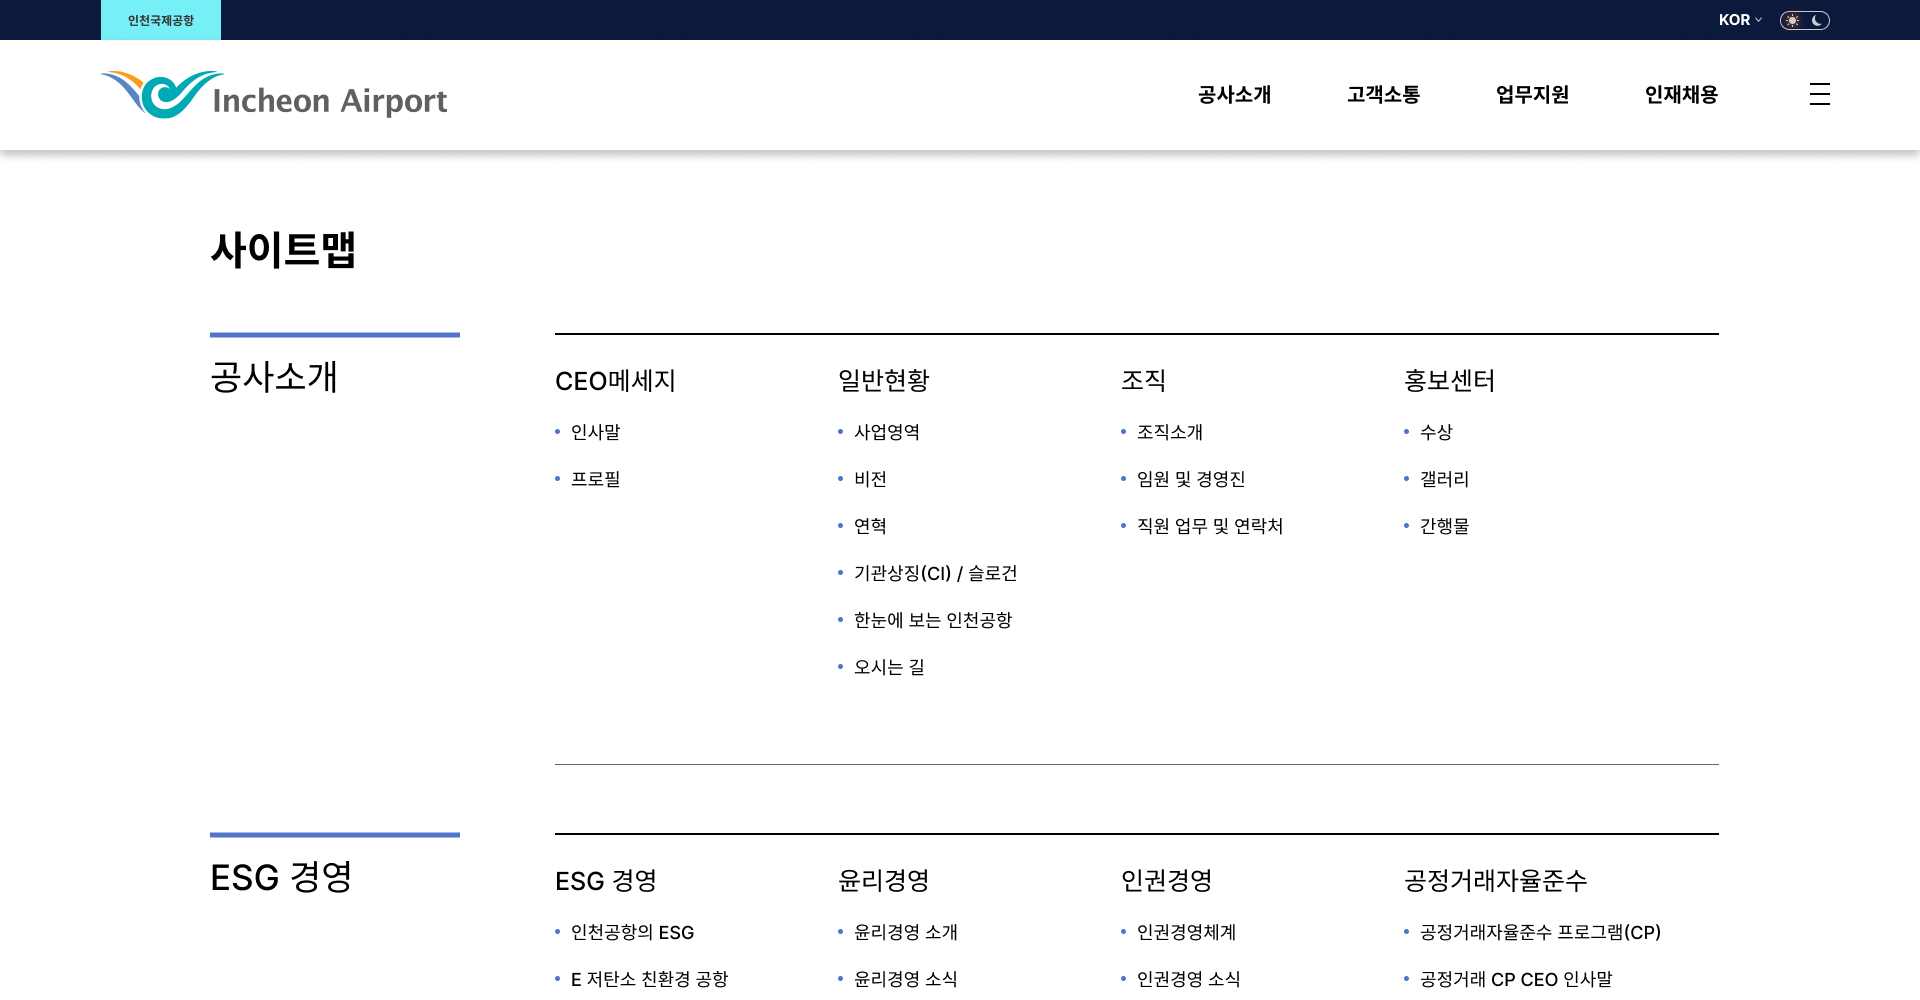 인천국제공항
KOR
Incheon Airport
공사소개
고객소통
업무지원
인재채용
사이트맵
공사소개
CEO메세지
인사말
프로필
일반현황
사업영역
비전
연혁
기관상징(CI) / 슬로건
한눈에 보는 인천공항
오시는 길
조직
조직소개
임원 및 경영진
직원 업무 및 연락처
홍보센터
수상
갤러리
간행물
ESG 경영
ESG 경영
인천공항의 ESG
E 저탄소 친환경 공항
윤리경영
윤리경영 소개
윤리경영 소식
인권경영
인권경영체계
인권경영 소식
공정거래자율준수
공정거래자율준수 프로그램(CP)
공정거래 CP CEO 인사말